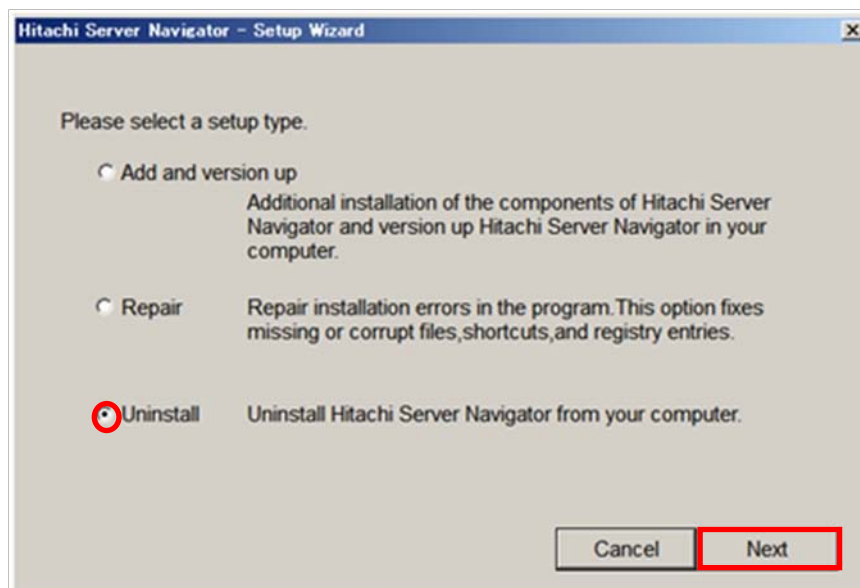 Hitachi Server Navigator - Setup Wizard
Please select a setup type.
Add and version up
Additional installation of the components of Hitachi Server
Navigator and version up Hitachi Server Navigator in your
computer.
Repair
Repair installation errors in the program.This option fixes
missing or corrupt files,shortcuts,and registry entries.
Uninstall
Uninstall Hitachi Server Navigator from your computer.
Cancel
Next